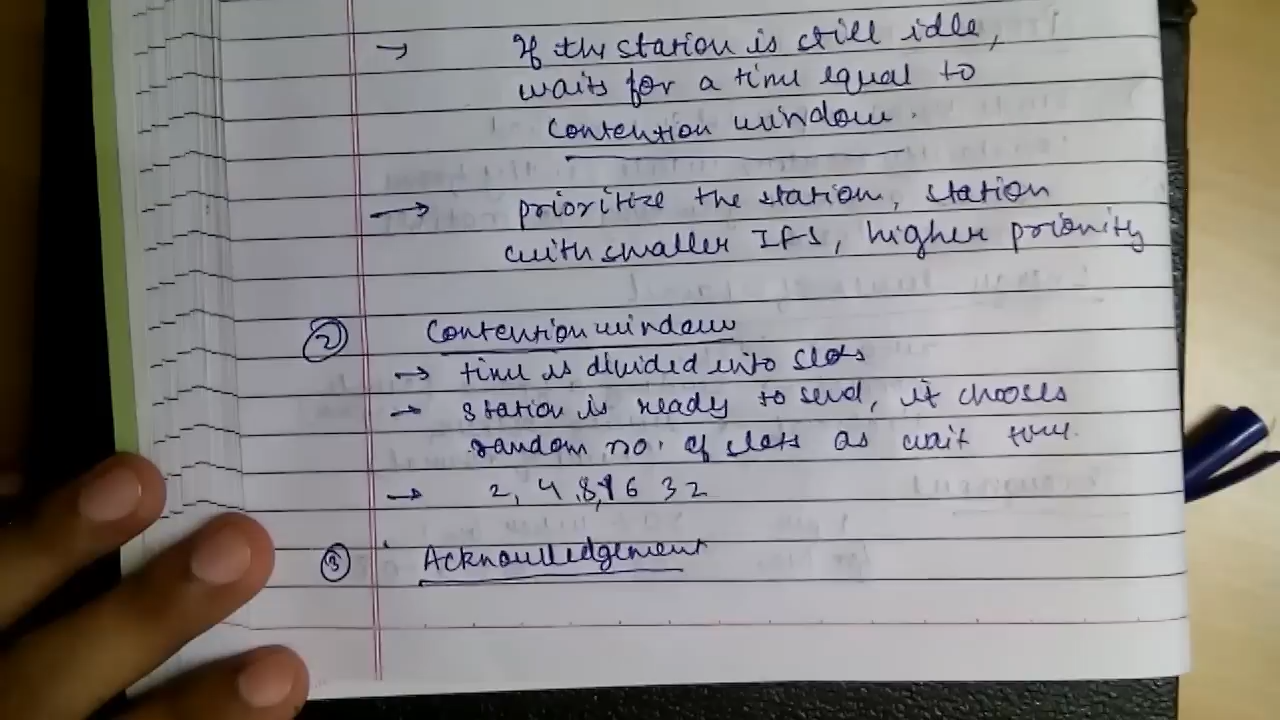 → If the station is still idle,
waits for a time equal to
contention window.
→ prioritize the station, station
with smaller IFS, higher priority
② Contention window
→ time is divided into slots
→ station is ready to send, it chooses
random no. of slots as wait time.
→ 2, 4 8, 16 32
③ Acknowledgement